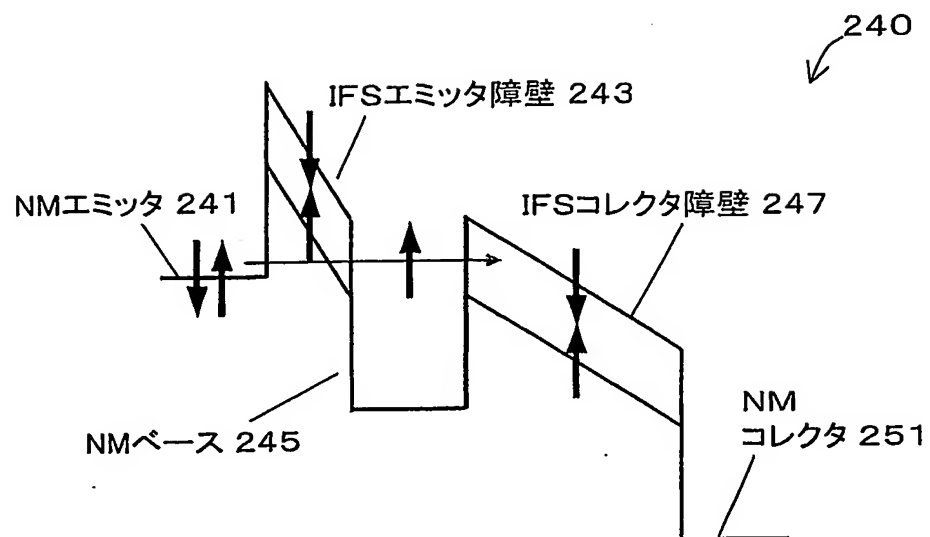 240
IFSエミッタ障壁 243
NMエミッタ 241
IFSコレクタ障壁 247
NMベース 245
NM
コレクタ 251